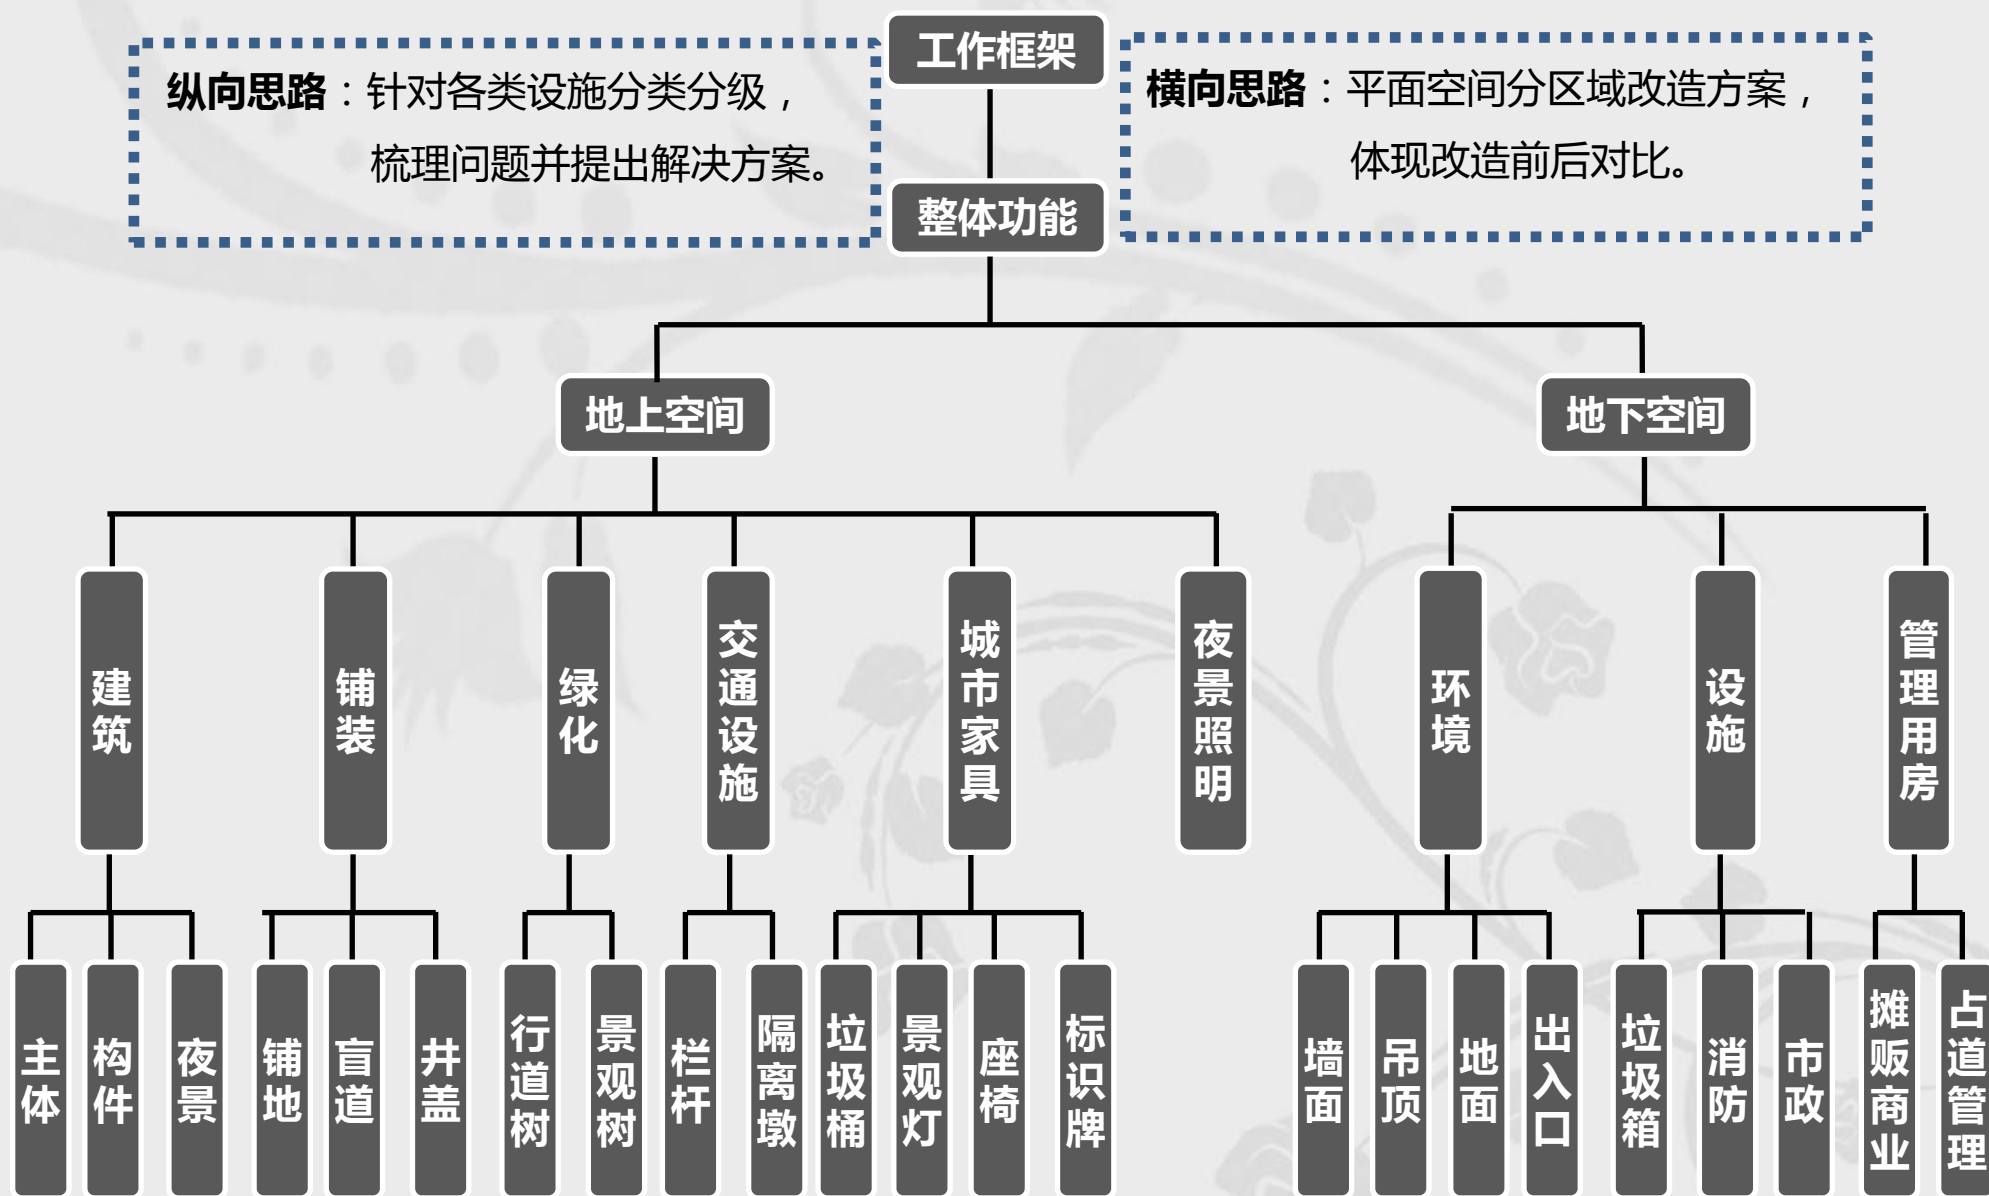 工作框架
纵向思路：针对各类设施分类分级，
梳理问题并提出解决方案。
横向思路：平面空间分区域改造方案，
体现改造前后对比。
整体功能
地上空间
地下空间
建筑
铺装
绿化
交通设施
城市家具
夜景照明
环境
设施
管理用房
主体
构件
夜景
铺地
盲道
井盖
行道树
景观树
栏杆
隔离墩
垃圾桶
景观灯
座椅
标识牌
墙面
吊顶
地面
出入口
垃圾箱
消防
市政
摊贩商业
占道管理